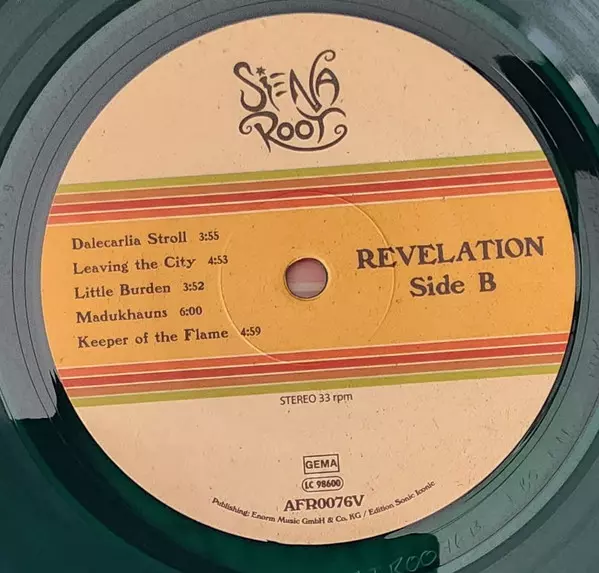 SIENA
ROOT
Dalecarlia Stroll 3:55
Leaving the City 4:53
Little Burden 3:52
Madukhauns 6:00
Keeper of the Flame 4:59
REVELATION
Side B
STEREO 33 rpm
GEMA
LC 98600
AFR0076V
Publishing: Enorm Music GmbH & Co. KG / Edition Sonic Iconic